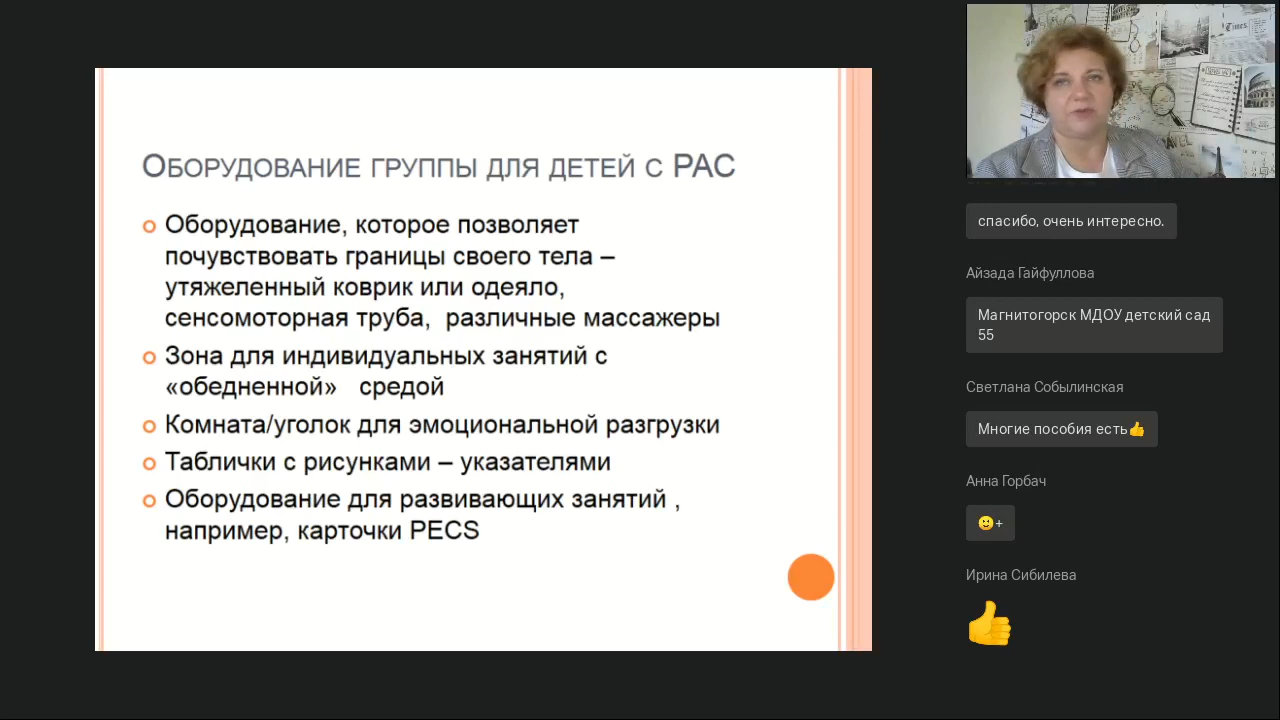 Оборудование группы для детей с РАС
Оборудование, которое позволяет
почувствовать границы своего тела –
утяжеленный коврик или одеяло,
сенсомоторная труба,  различные массажеры
Зона для индивидуальных занятий с
«обедненной»   средой
Комната/уголок для эмоциональной разгрузки
Таблички с рисунками – указателями
Оборудование для развивающих занятий ,
например, карточки PECS
Times
спасибо, очень интересно.
Айзада Гайфуллова
Магнитогорск МДОУ детский сад
55
Светлана Собылинская
Многие пособия есть👍
Анна Горбач
🙂+
Ирина Сибилева
👍